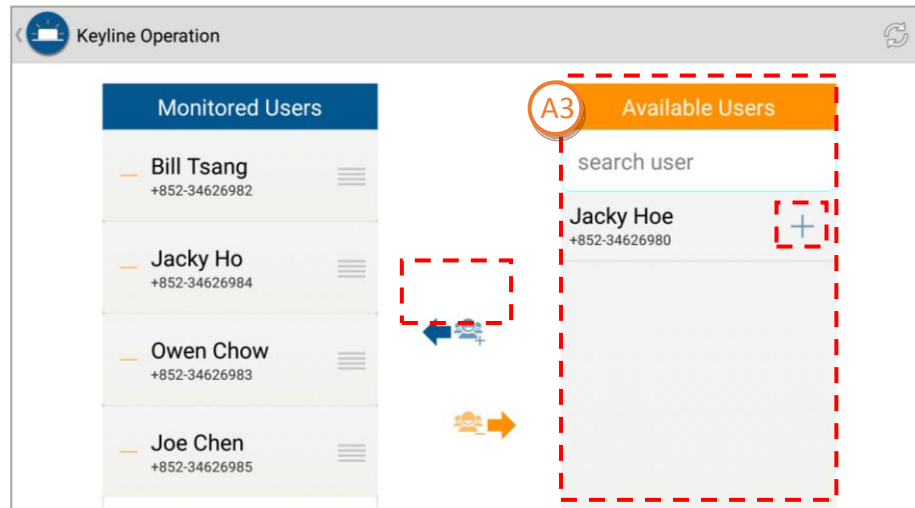 Keyline Operation
Monitored Users
Bill Tsang
+852-34626982
Jacky Ho
+852-34626984
Owen Chow
+852-34626983
Joe Chen
+852-34626985
A3
Available Users
search user
Jacky Hoe
+852-34626980